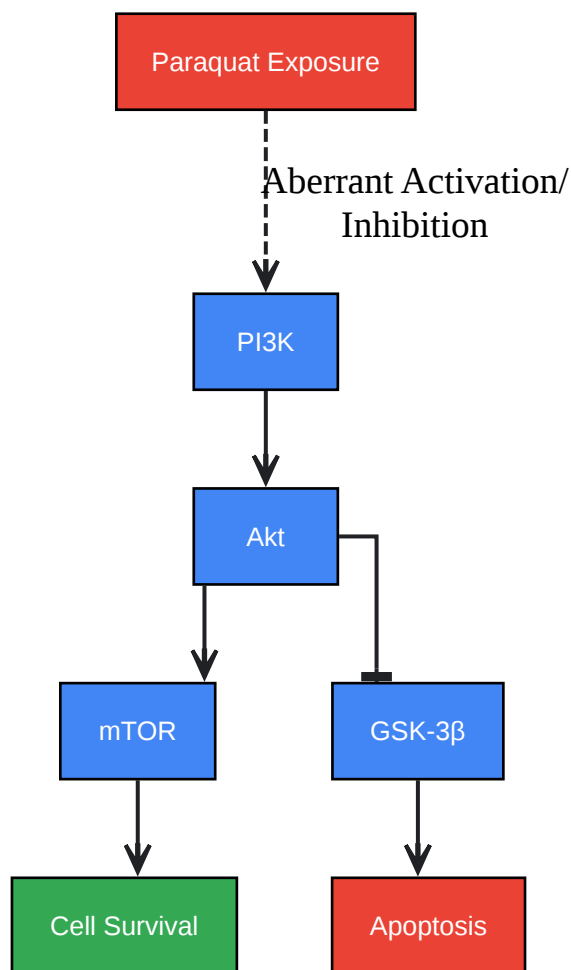 Paraquat Exposure
Aberrant Activation/
Inhibition
PI3K
Akt
mTOR
GSK-3β
Cell Survival
Apoptosis